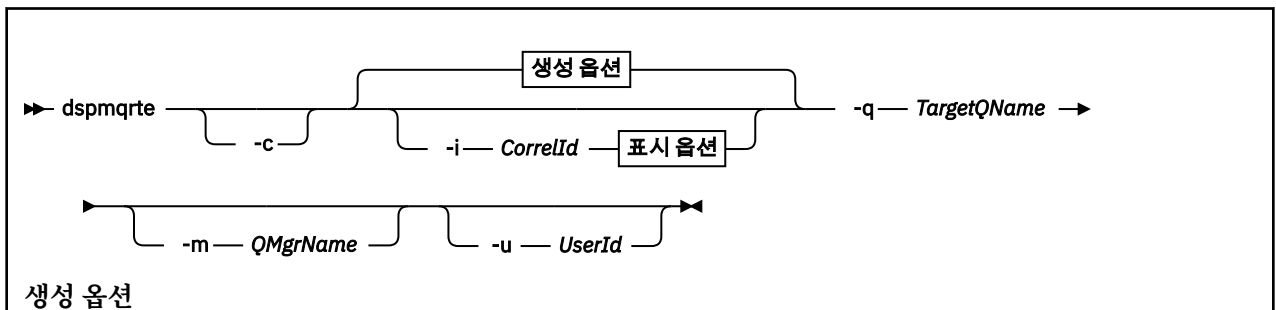 생성 옵션
dspmqrte -q TargetQName
-c
-i CorrelId 표시 옵션
-m QMgrName -u UserId
생성 옵션